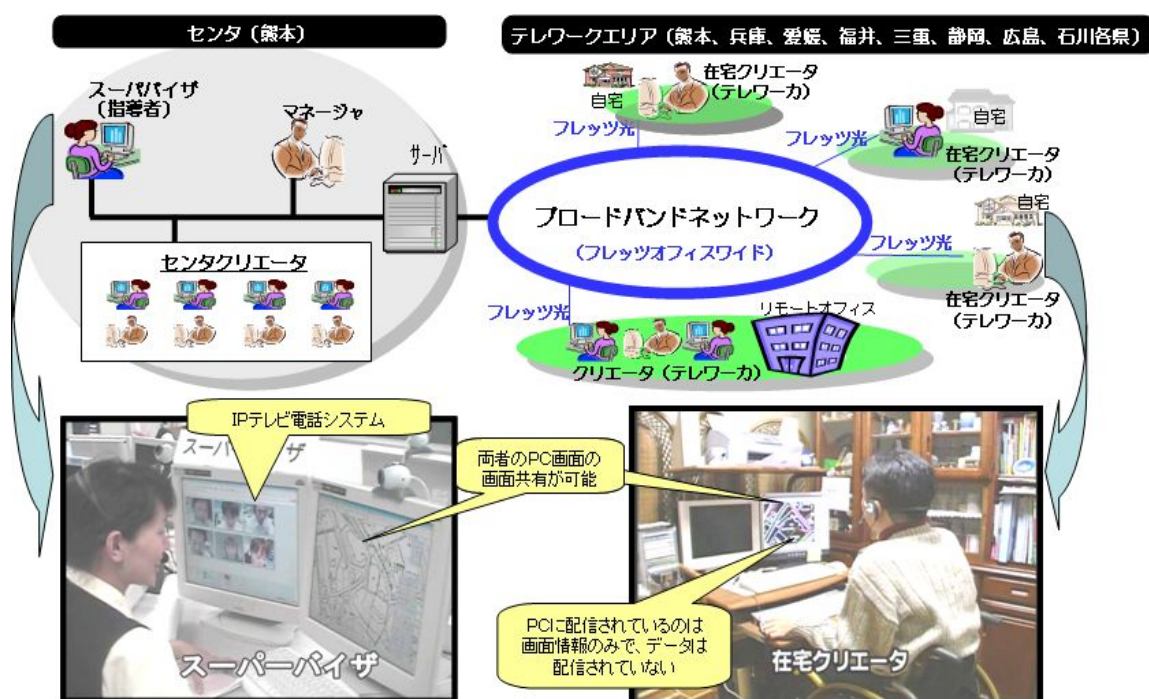 センタ（熊本）
テレワークエリア（熊本、兵庫、愛媛、福井、三重、静岡、広島、石川各県）
スーパバイザ
（指導者）
マネージャ
サーバ
センタクリエータ
ブロードバンドネットワーク
（フレッツオフィスワイド）
自宅
在宅クリエータ
（テレワーカ）
フレッツ光
フレッツ光
自宅
在宅クリエータ
（テレワーカ）
自宅
フレッツ光
在宅クリエータ
（テレワーカ）
フレッツ光
リモートオフィス
クリエータ（テレワーカ）
IPテレビ電話システム
両者のPC画面の
画面共有が可能
PCに配信されているのは
画面情報のみで、データは
配信されていない
スーパーバイザ
スーパーバイザ
在宅クリエータ